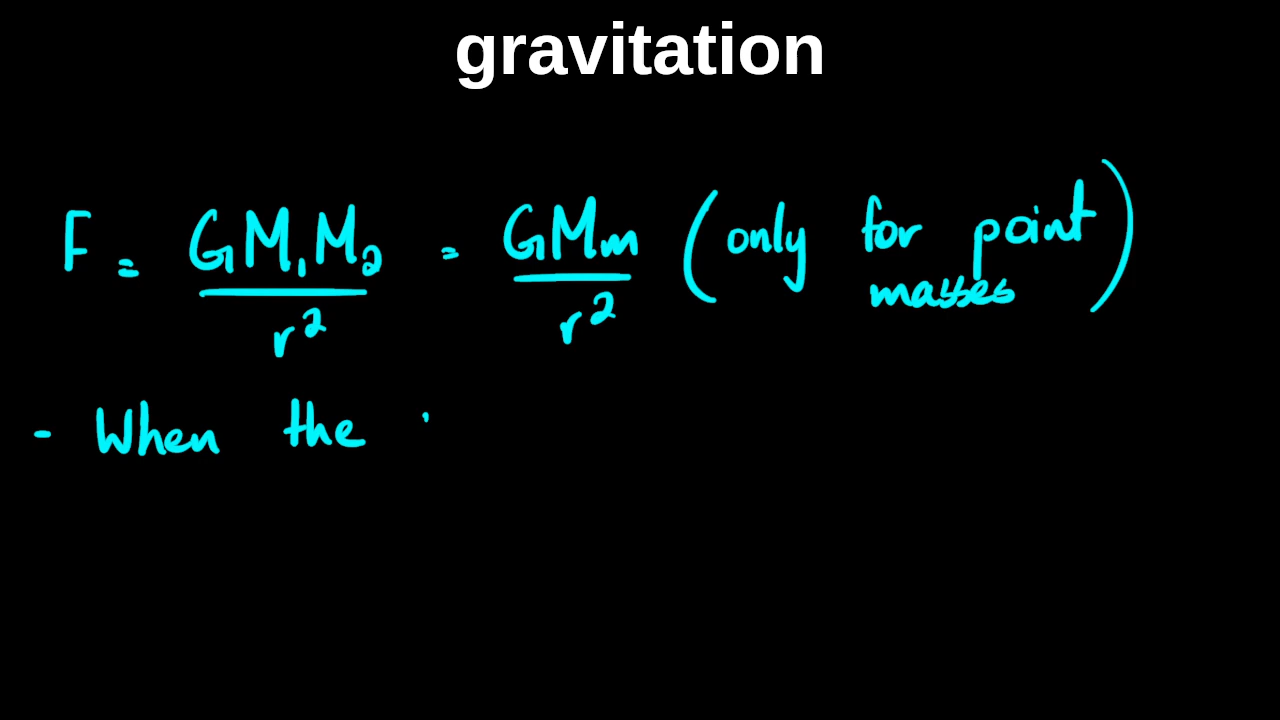 gravitation
F = GM₁M₂/r² = GMm/r² (only for point masses)
- When the